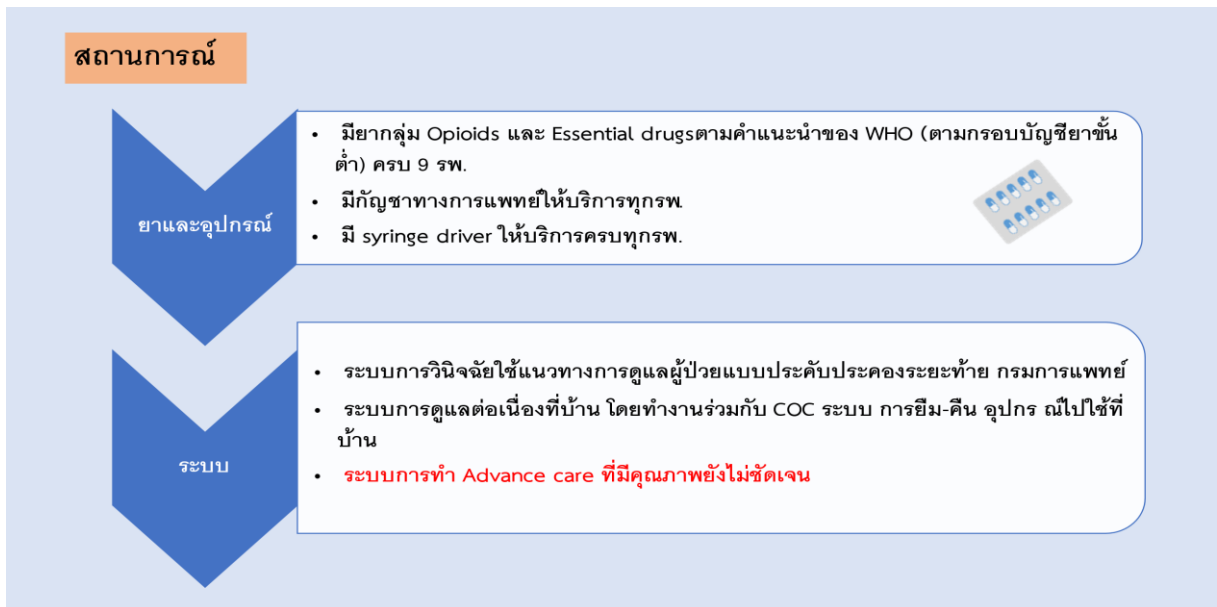 สถานการณ์
ยาและอุปกรณ์
• มียากลุ่ม Opioids และ Essential drugsตามคำแนะนำของ WHO (ตามกรอบบัญชียาขั้น
ต่ำ) ครบ 9 รพ.
• มีกัญชาทางการแพทย์ให้บริการทุกรพ.
• มี syringe driver ให้บริการครบทุกรพ.
ระบบ
• ระบบการวินิจฉัยใช้แนวทางการดูแลผู้ป่วยแบบประคับประคองระยะท้าย กรมการแพทย์
• ระบบการดูแลต่อเนื่องที่บ้าน โดยทำงานร่วมกับ COC ระบบ การยืม-คืน อุปกร ณ์ไปใช้ที่
บ้าน
• ระบบการทำ Advance care ที่มีคุณภาพยังไม่ชัดเจน